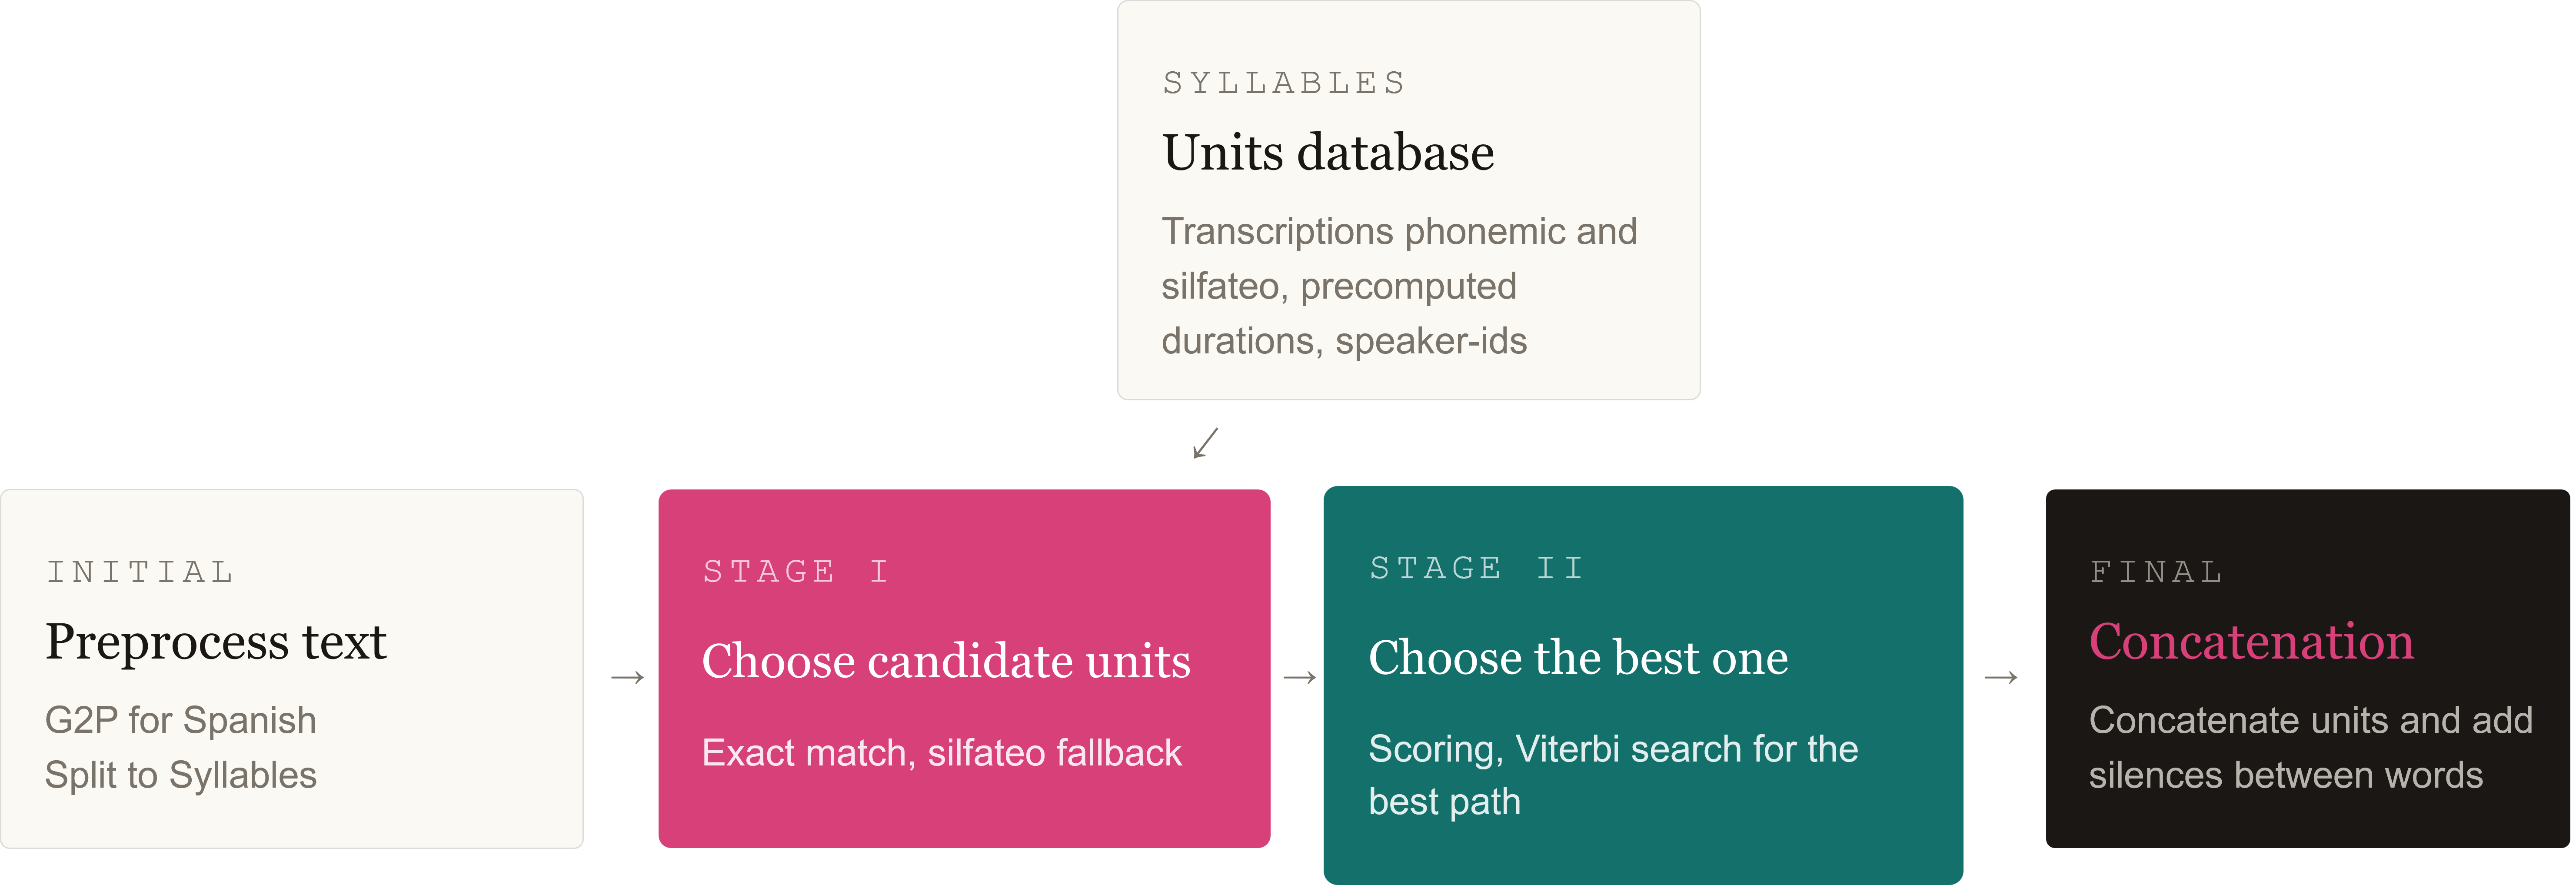 SYLLABLES
Units database
Transcriptions phonemic and
silfateo, precomputed
durations, speaker-ids
↙
INITIAL
Preprocess text
G2P for Spanish
Split to Syllables
→
STAGE I
Choose candidate units
Exact match, silfateo fallback
→
STAGE II
Choose the best one
Scoring, Viterbi search for the
best path
→
FINAL
Concatenation
Concatenate units and add
silences between words